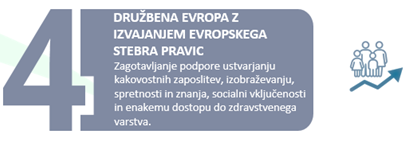 4
DRUŽBENA EVROPA Z
IZVAJANJEM EVROPSKEGA
STEBRA PRAVIC
Zagotavljanje podpore ustvarjanju
kakovostnih zaposlitev, izobraževanju,
spretnosti in znanja, socialni vključenosti
in enakemu dostopu do zdravstvenega
varstva.